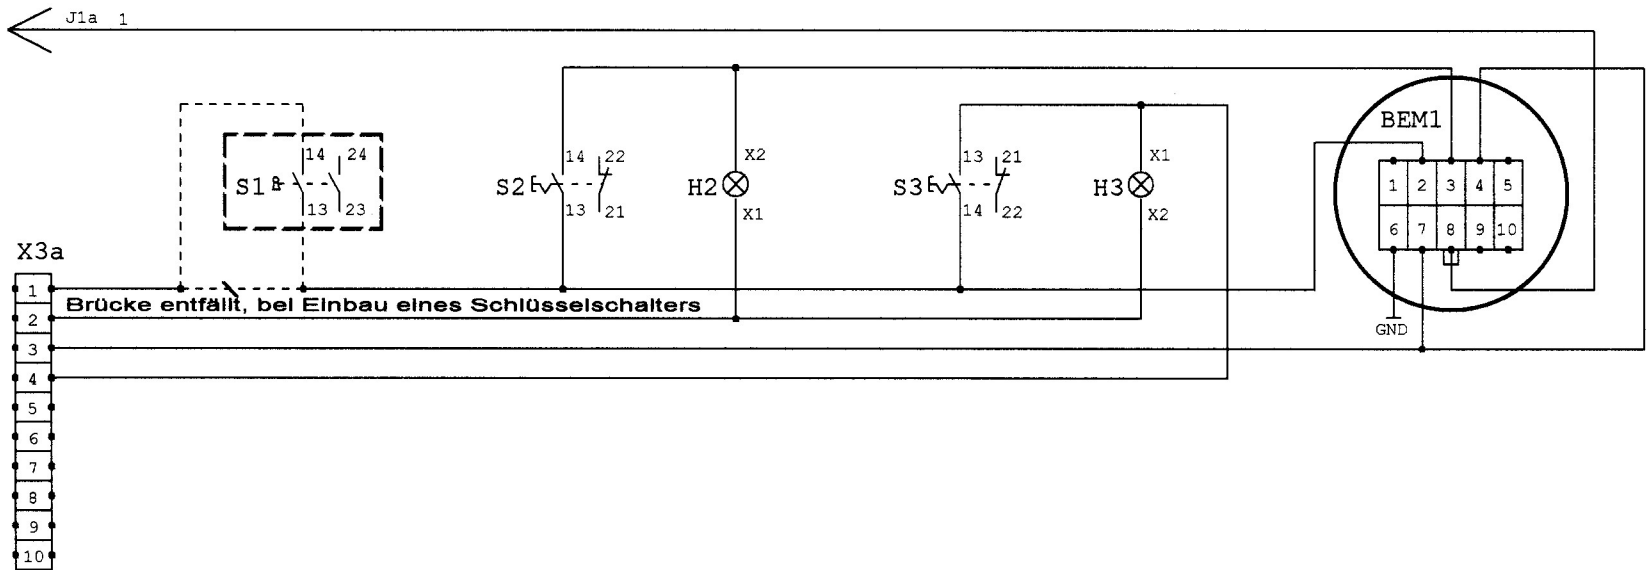 J1a 1
BEM1
14 24
S1
13 23
14 22
S2
13 21
X2
H2
X1
13 21
S3
14 22
X1
H3
X2
1 2 3 4 5
6 7 8 9 10
GND
X3a
1
Brücke entfällt, bei Einbau eines Schlüsselschalters
2
3
4
5
6
7
8
9
10